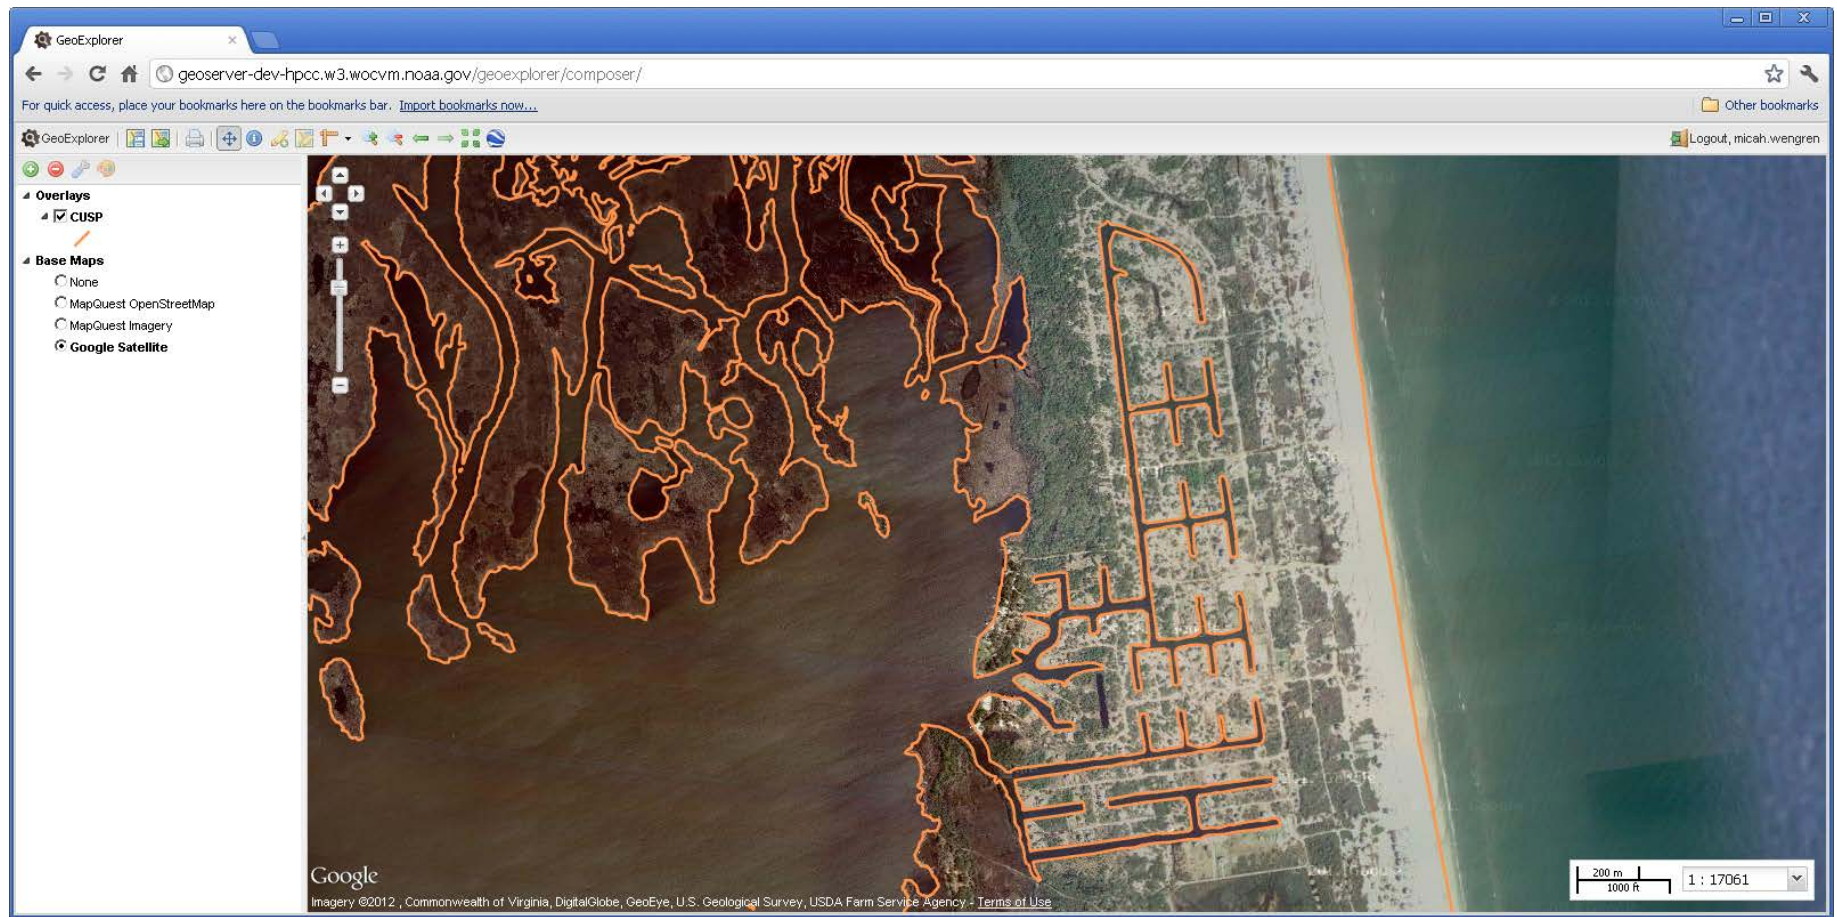 GeoExplorer
geoserver-dev-hpcc.w3.wocvm.noaa.gov/geoexplorer/composer/
For quick access, place your bookmarks here on the bookmarks bar. Import bookmarks now...
Other bookmarks
GeoExplorer
Logout, micah.wengren
Overlays
CUSP
Base Maps
None
MapQuest OpenStreetMap
MapQuest Imagery
Google Satellite
Google
200 m
1000 ft
1 : 17061
Imagery ©2012 , Commonwealth of Virginia, DigitalGlobe, GeoEye, U.S. Geological Survey, USDA Farm Service Agency - Terms of Use